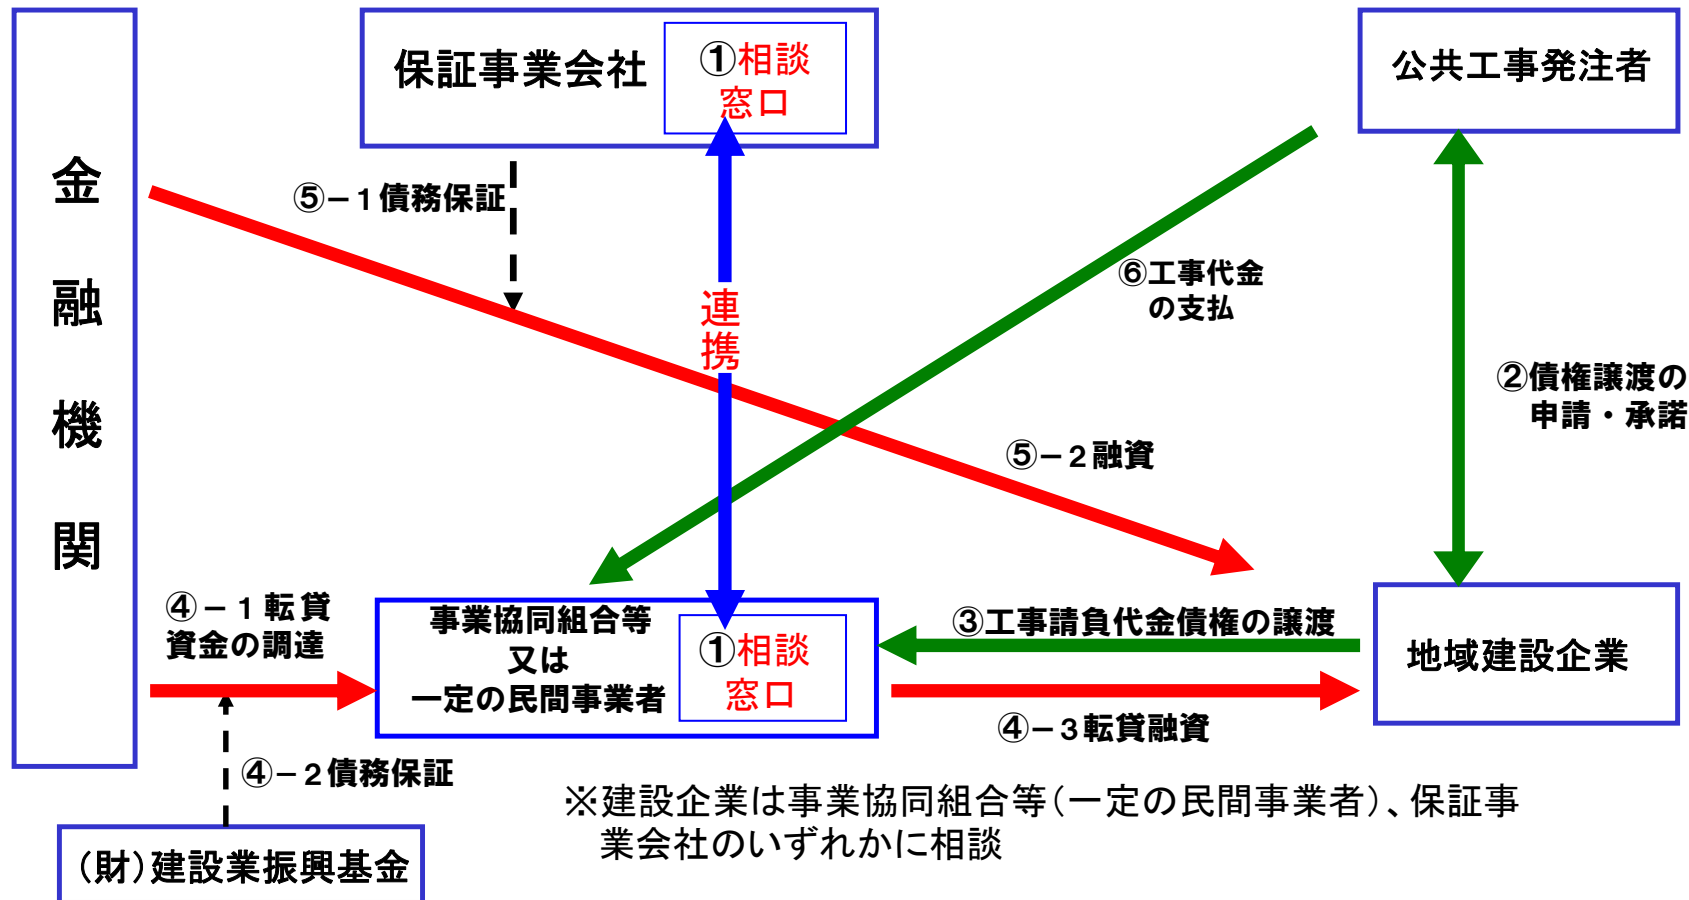 保証事業会社
①相談
窓口
公共工事発注者
金
融
機
関
⑤−1債務保証
連
携
⑥工事代金
の支払
②債権譲渡の
申請・承諾
⑤−2融資
④−1転貸
資金の調達
事業協同組合等
又は
一定の民間事業者
①相談
窓口
③工事請負代金債権の譲渡
地域建設企業
④−3転貸融資
④−2債務保証
(財)建設業振興基金
※建設企業は事業協同組合等(一定の民間事業者)、保証事
業会社のいずれかに相談